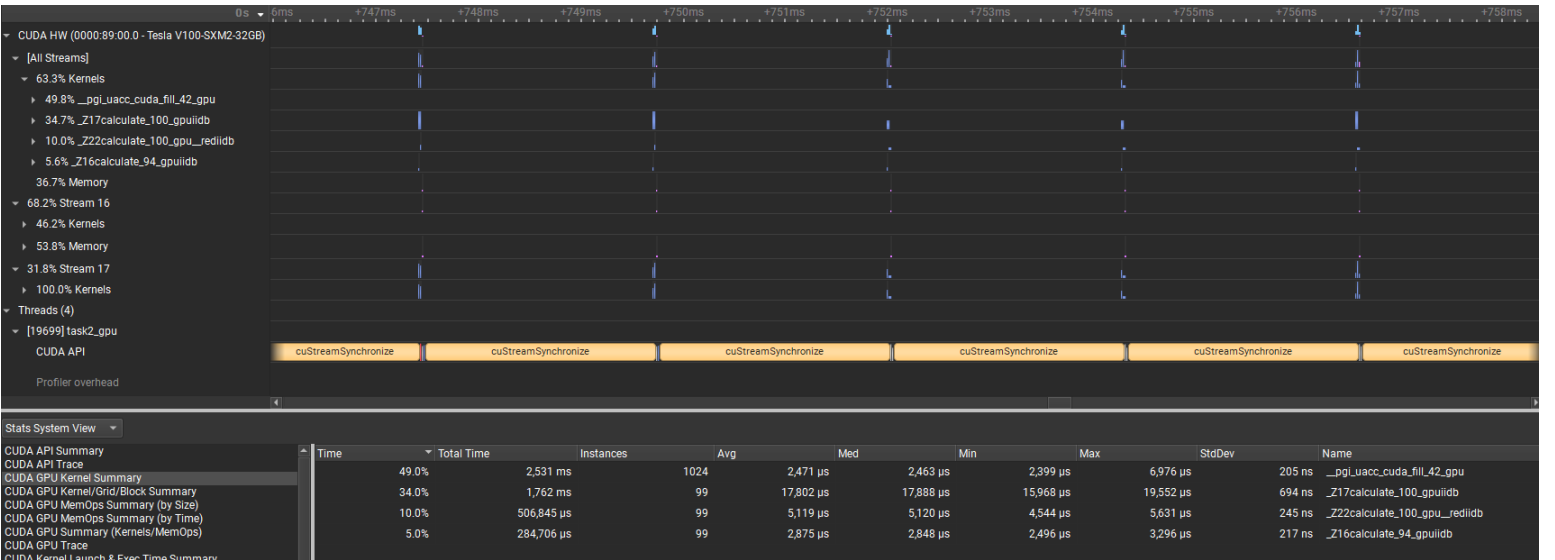 0s 6ms +747ms +748ms +749ms +750ms +751ms +752ms +753ms +754ms +755ms +756ms +757ms +758ms
CUDA HW (0000:89:00.0 - Tesla V100-SXM2-32GB)
[All Streams]
63.3% Kernels
49.8% __pgi_uacc_cuda_fill_42_gpu
34.7% _Z17calculate_100_gpuiidb
10.0% _Z22calculate_100_gpu__rediidb
5.6% _Z16calculate_94_gpuiidb
36.7% Memory
68.2% Stream 16
46.2% Kernels
53.8% Memory
31.8% Stream 17
100.0% Kernels
Threads (4)
[19699] task2_gpu
CUDA API cuStreamSynchronize cuStreamSynchronize cuStreamSynchronize cuStreamSynchronize cuStreamSynchronize cuStreamSynchronize
Profiler overhead
Stats System View
CUDA API Summary
CUDA API Trace
CUDA GPU Kernel Summary
CUDA GPU Kernel/Grid/Block Summary
CUDA GPU MemOps Summary (by Size)
CUDA GPU MemOps Summary (by Time)
CUDA GPU Summary (Kernels/MemOps)
CUDA GPU Trace
CUDA Kernel Launch & Exec Time Summary
Time Total Time Instances Avg Med Min Max StdDev Name
49.0% 2,531 ms 1024 2,471 μs 2,463 μs 2,399 μs 6,976 μs 205 ns __pgi_uacc_cuda_fill_42_gpu
34.0% 1,762 ms 99 17,802 μs 17,888 μs 15,968 μs 19,552 μs 694 ns _Z17calculate_100_gpuiidb
10.0% 506,845 μs 99 5,119 μs 5,120 μs 4,544 μs 5,631 μs 245 ns _Z22calculate_100_gpu__rediidb
5.0% 284,706 μs 99 2,875 μs 2,848 μs 2,496 μs 3,296 μs 217 ns _Z16calculate_94_gpuiidb